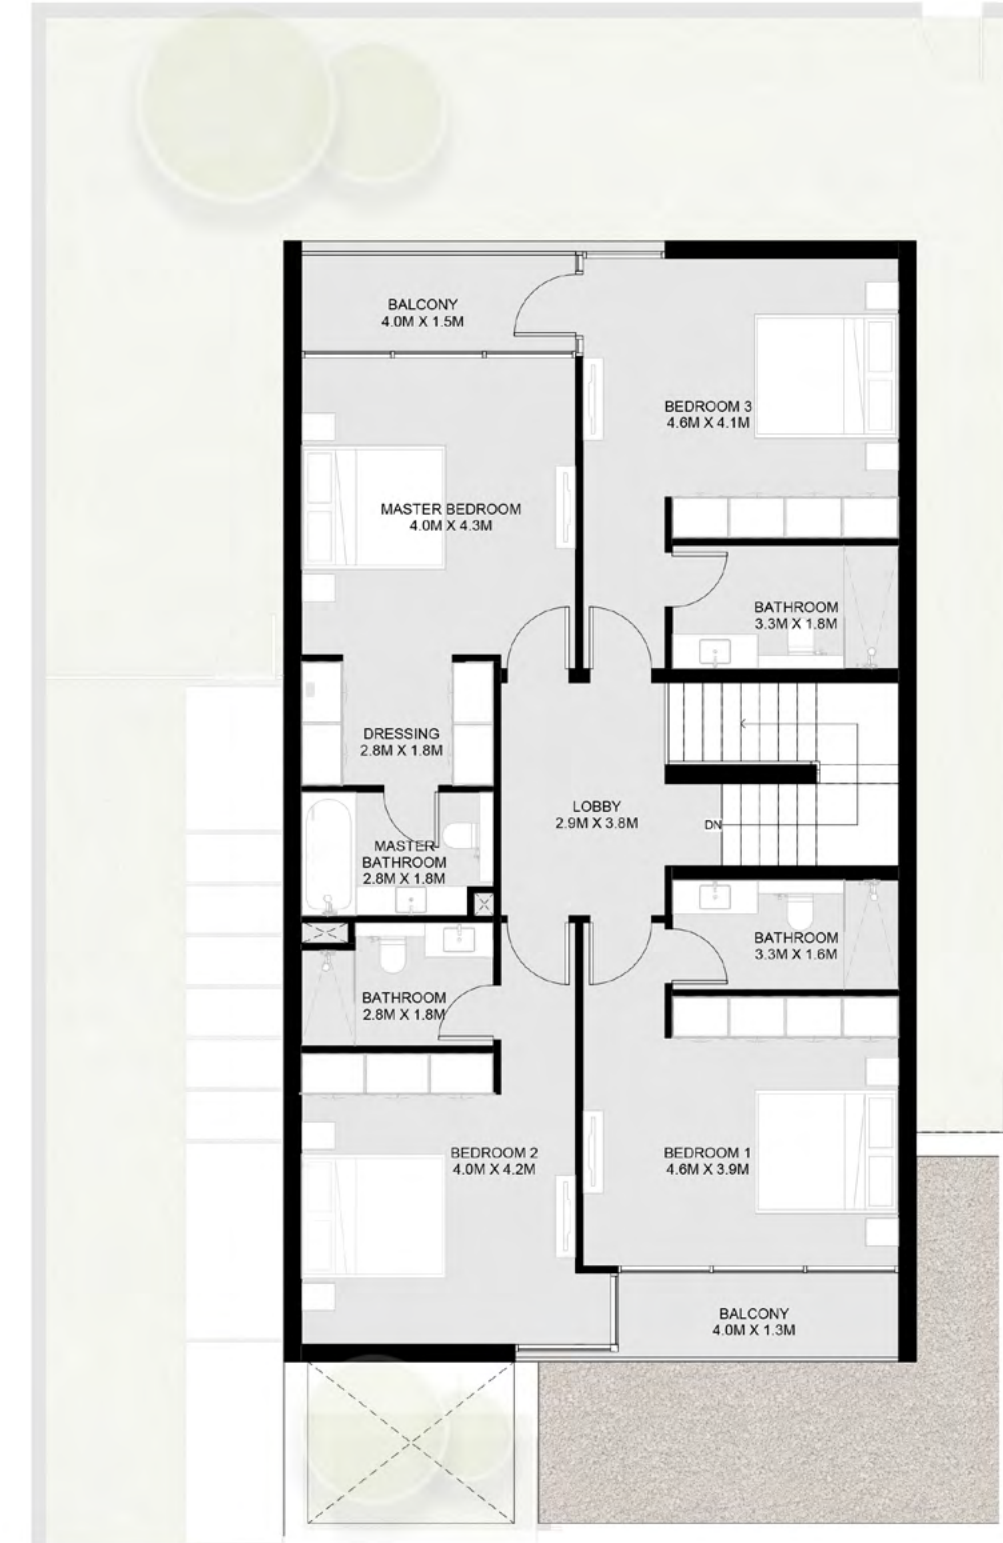 BALCONY
4.0M X 1.5M
BEDROOM 3
4.6M X 4.1M
MASTER BEDROOM
4.0M X 4.3M
BATHROOM
3.3M X 1.8M
DRESSING
2.8M X 1.8M
LOBBY
2.9M X 3.8M
DN
MASTER
BATHROOM
2.8M X 1.8M
BATHROOM
3.3M X 1.6M
BATHROOM
2.8M X 1.8M
BEDROOM 2
4.0M X 4.2M
BEDROOM 1
4.6M X 3.9M
BALCONY
4.0M X 1.3M